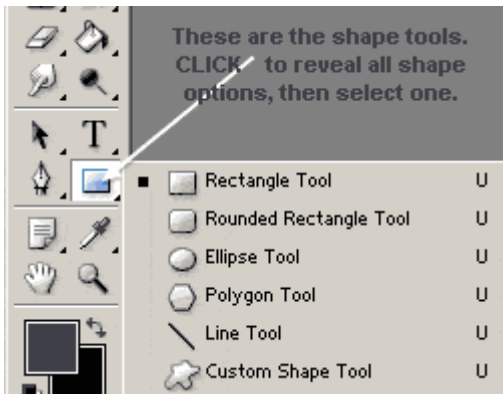 These are the shape tools.
CLICK to reveal all shape
options, then select one.
T
Rectangle Tool U
Rounded Rectangle Tool U
Ellipse Tool U
Polygon Tool U
Line Tool U
Custom Shape Tool U